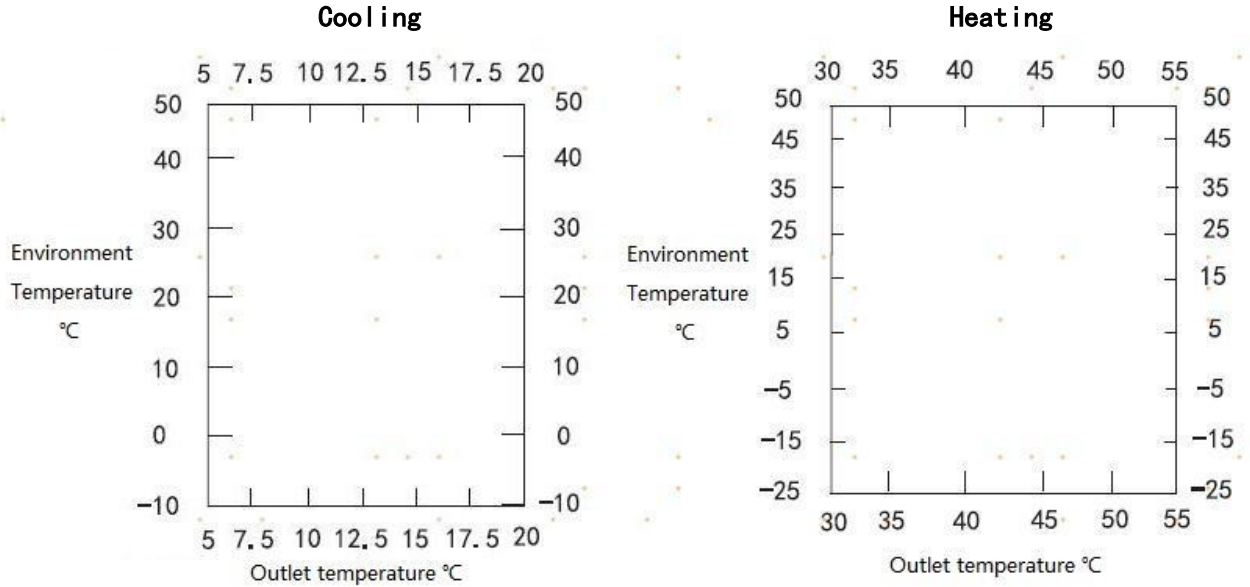 Cooling
5 7.5 10 12.5 15 17.5 20
50 50
40 40
30 30
Environment
Temperature
℃
20 20
10 10
0 0
-10 -10
5 7.5 10 12.5 15 17.5 20
Outlet temperature ℃
Heating
30 35 40 45 50 55
50 50
45 45
35 35
25 25
Environment
Temperature
℃
15 15
5 5
-5 -5
-15 -15
-25 -25
30 35 40 45 50 55
Outlet temperature ℃